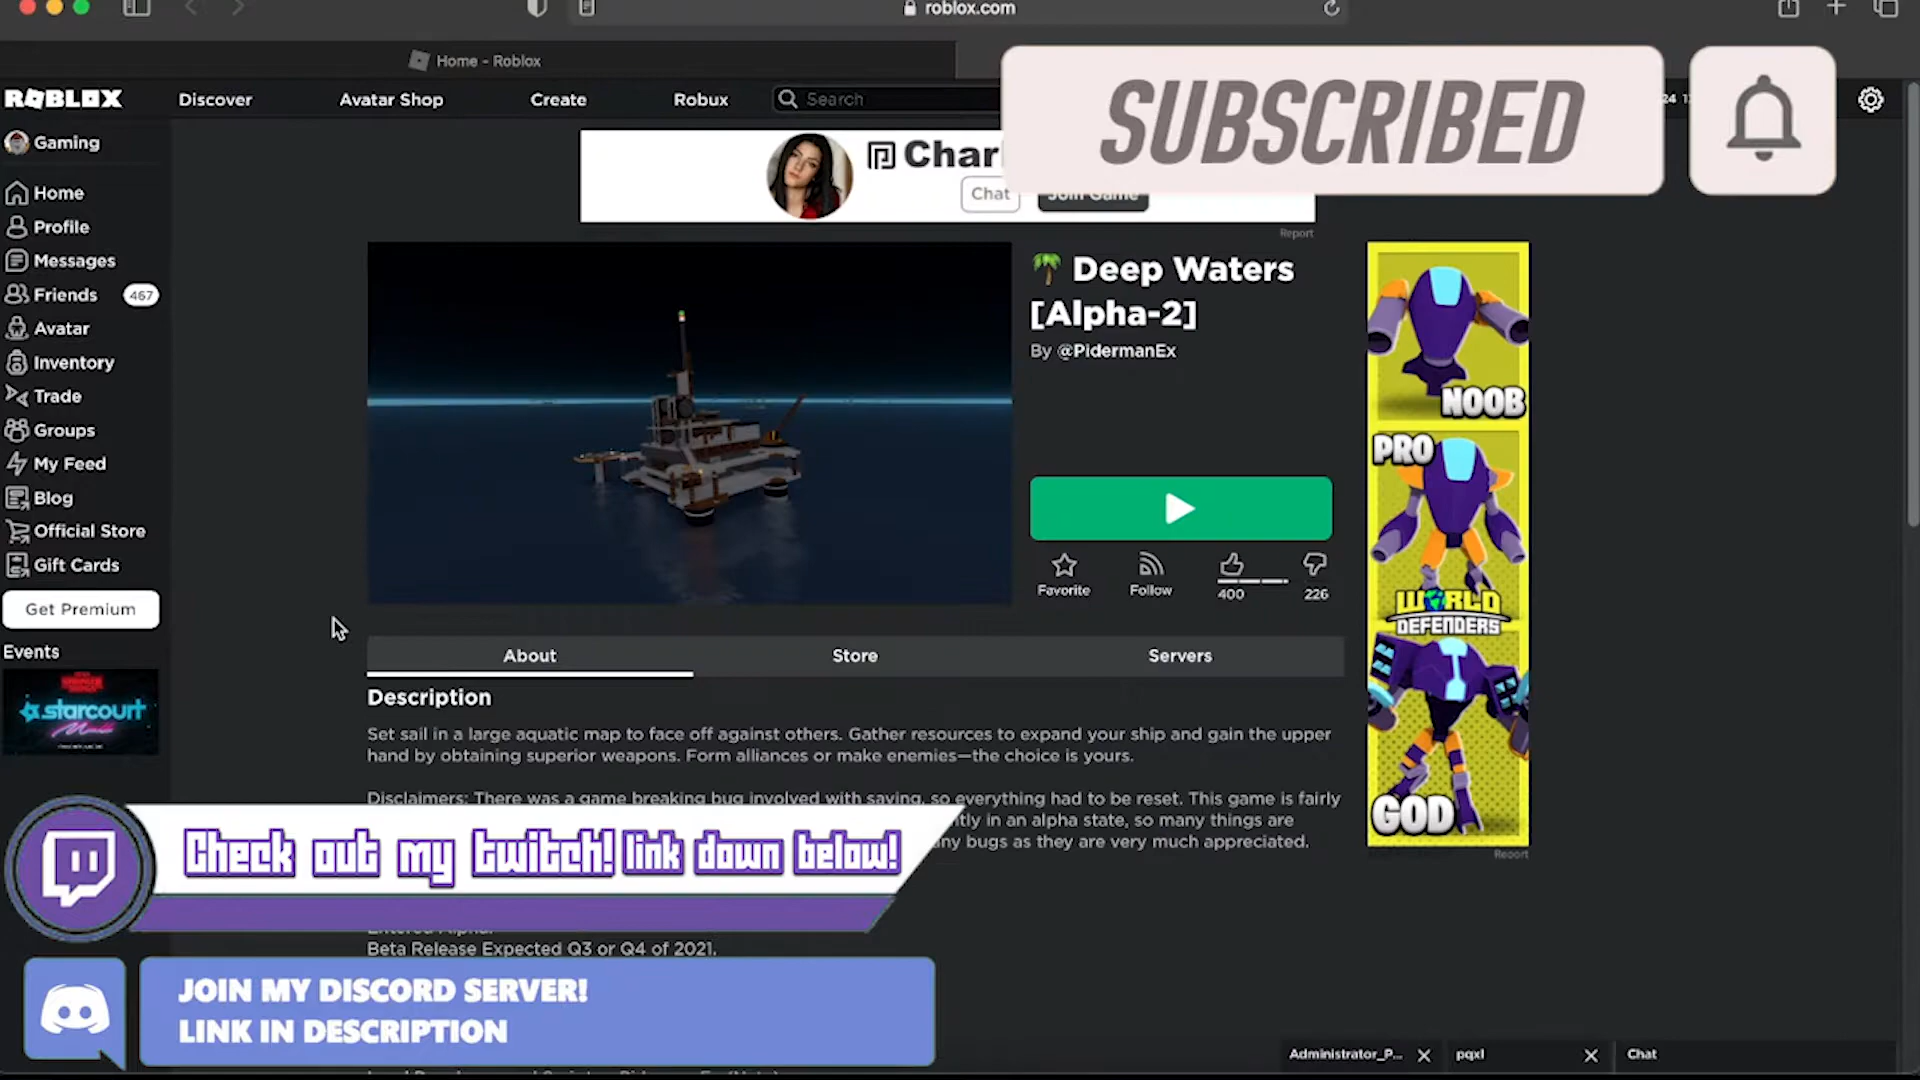 roblox.com
Home - Roblox
ROBLOX
Discover
Avatar Shop
Create
Robux
Search
SUBSCRIBED
Gaming
Home
Profile
Messages
Friends 467
Avatar
Inventory
Trade
Groups
My Feed
Blog
Official Store
Gift Cards
Get Premium
Events
starcourt
Char
Chat
Join Game
Report
🌴 Deep Waters
[Alpha-2]
By @PidermanEx
Favorite
Follow
400
226
NOOB
PRO
WORLD
DEFENDERS
GOD
Report
About
Store
Servers
Description
Set sail in a large aquatic map to face off against others. Gather resources to expand your ship and gain the upper
hand by obtaining superior weapons. Form alliances or make enemies—the choice is yours.
Disclaimers: There was a game breaking bug involved with saving, so everything had to be reset. This game is fairly
in an alpha state, so many things are
bugs as they are very much appreciated.
Check out my twitch! link down below!
Entered Alpha.
Beta Release Expected Q3 or Q4 of 2021.
JOIN MY DISCORD SERVER!
LINK IN DESCRIPTION
Administrator_P...
pqxl
Chat